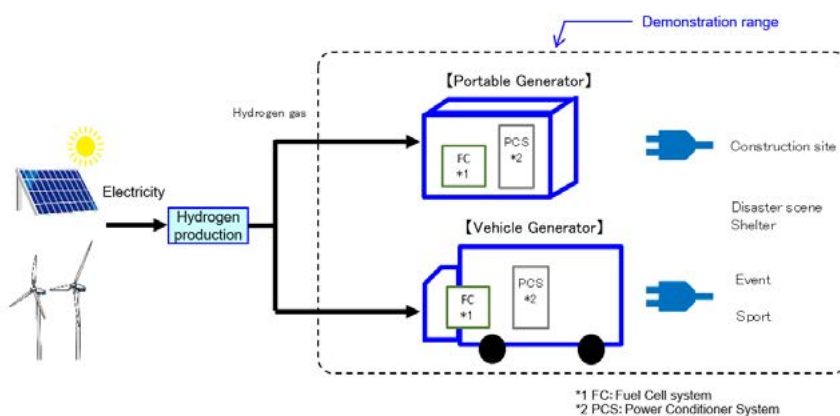 Demonstration range
【Portable Generator】
Hydrogen gas
FC
*1
PCS
*2
Construction site
Electricity
Hydrogen
production
Disaster scene
Shelter
【Vehicle Generator】
FC
*1
PCS
*2
Event
Sport
*1 FC: Fuel Cell system
*2 PCS: Power Conditioner System